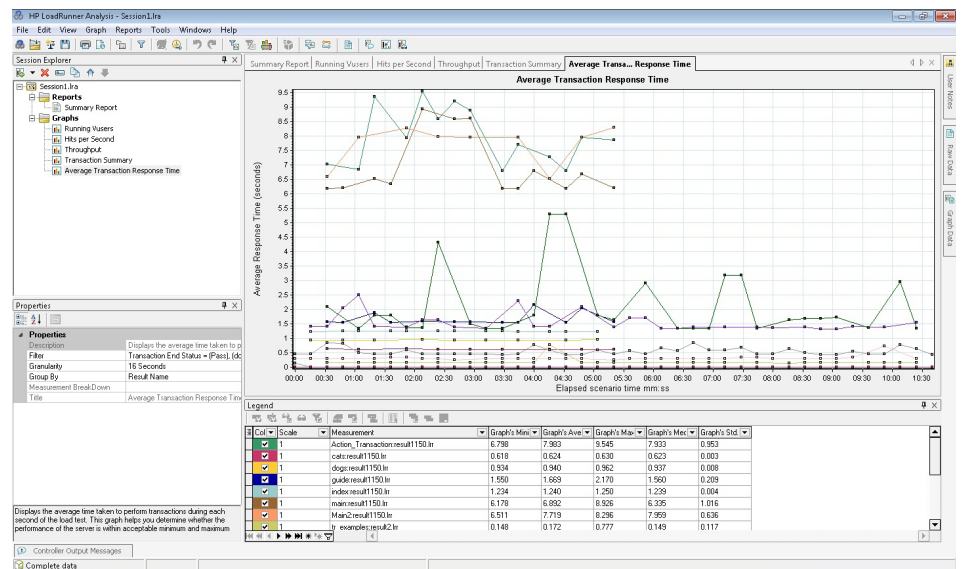 HP LoadRunner Analysis - Session1.lra
File Edit View Graph Reports Tools Windows Help
Session Explorer
Session1.lra
Reports
Summary Report
Graphs
Running Vusers
Hits per Second
Throughput
Transaction Summary
Average Transaction Response Time
Properties
Properties
Description Displays the average time taken to p
Filter Transaction End Status = (Pass), (dc
Granularity 16 Seconds
Group By Result Name
Measurement BreakDown
Title Average Transaction Response Tim
Displays the average time taken to perform transactions during each
second of the load test. This graph helps you determine whether the
performance of the server is within acceptable minimum and maximum
Summary Report Running Vusers Hits per Second Throughput Transaction Summary Average Transa... Response Time
Average Transaction Response Time
Average Response Time (seconds)
9.5
9
8.5
8
7.5
7
6.5
6
5.5
5
4.5
4
3.5
3
2.5
2
1.5
1
0.5
0
00:00 00:30 01:00 01:30 02:00 02:30 03:00 03:30 04:00 04:30 05:00 05:30 06:00 06:30 07:00 07:30 08:00 08:30 09:00 09:30 10:00 10:30
Elapsed scenario time mm:ss
User Notes
Raw Data
Graph Data
Legend
Col Scale Measurement Graph's Mini Graph's Ave Graph's Max Graph's Mec Graph's Std.
1 Action_Transaction:result1150.lrr 6.798 7.983 9.545 7.933 0.953
1 cats:result1150.lrr 0.618 0.624 0.630 0.623 0.003
1 dogs:result1150.lrr 0.934 0.940 0.962 0.937 0.008
1 guide:result1150.lrr 1.550 1.669 2.170 1.560 0.209
1 index:result1150.lrr 1.234 1.240 1.250 1.239 0.004
1 main:result1150.lrr 6.178 6.892 8.926 6.335 1.016
1 Main2:result1150.lrr 6.511 7.719 8.296 7.959 0.636
1 tr_examples:result2.lrr 0.148 0.172 0.777 0.149 0.117
Controller Output Messages
Complete data